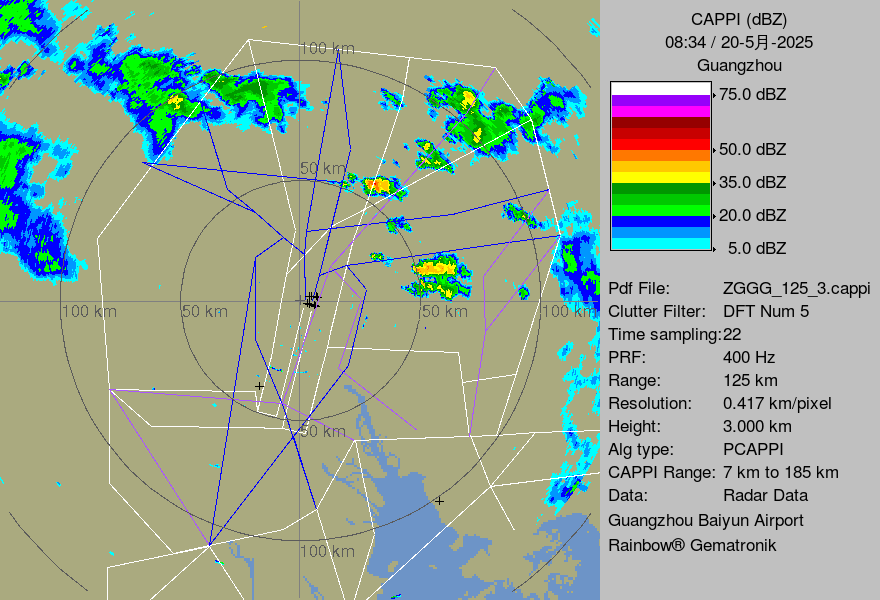 100 km
50 km
100 km
50 km
50 km
100 km
50 km
100 km
CAPPI (dBZ)
08:34 / 20-5月-2025
Guangzhou
75.0 dBZ
50.0 dBZ
35.0 dBZ
20.0 dBZ
5.0 dBZ
Pdf File: ZGGG_125_3.cappi
Clutter Filter: DFT Num 5
Time sampling:22
PRF: 400 Hz
Range: 125 km
Resolution: 0.417 km/pixel
Height: 3.000 km
Alg type: PCAPPI
CAPPI Range: 7 km to 185 km
Data: Radar Data
Guangzhou Baiyun Airport
Rainbow® Gematronik